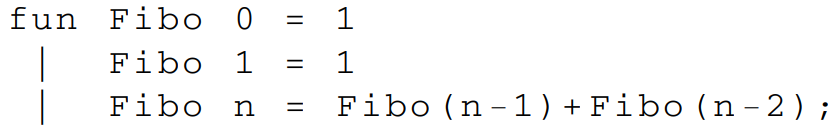 fun Fibo 0 = 1
| Fibo 1 = 1
| Fibo n = Fibo(n-1)+Fibo(n-2);